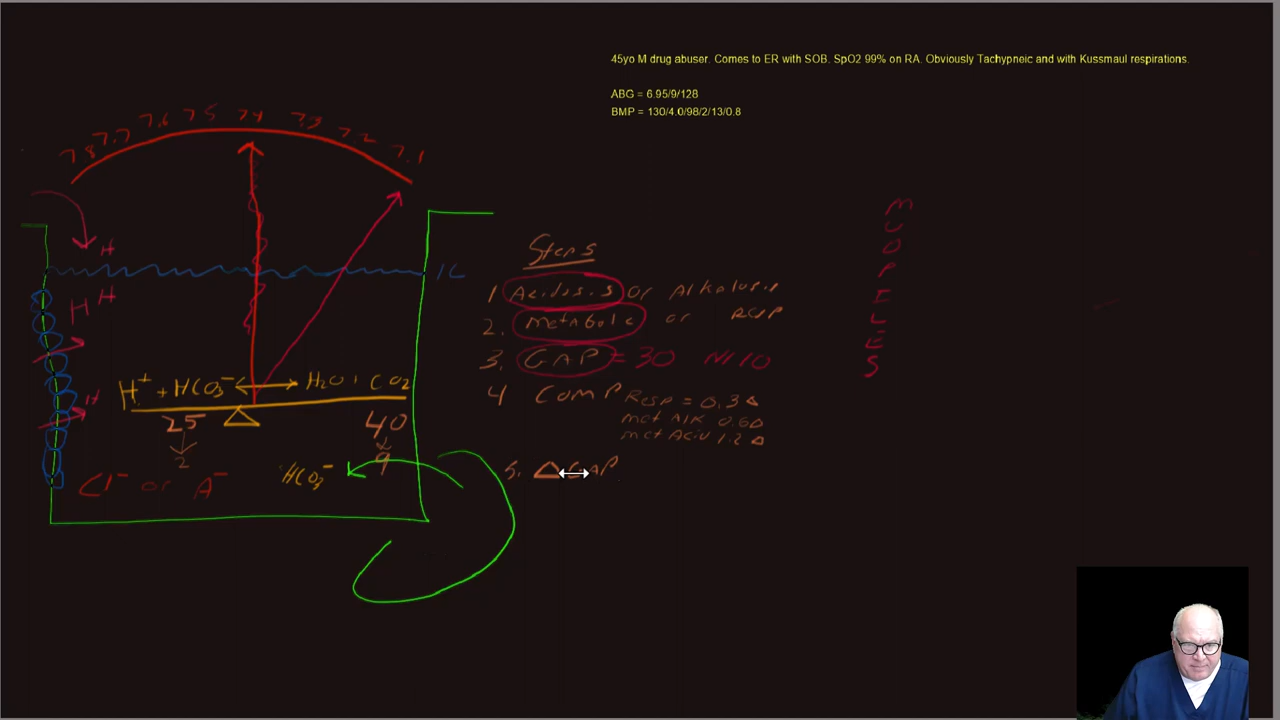 45yo M drug abuser. Comes to ER with SOB. SpO2 99% on RA. Obviously Tachypneic and with Kussmaul respirations.
ABG = 6.95/9/128
BMP = 130/4.0/98/2/13/0.8
7.8 7.7 7.6 7.5 7.4 7.3 7.2 7.1
H
H H
H
1L
H+ + HCO3- H2O + CO2
25 40
2 9
Cl- or A-
HCO3-
Steps
1 Acidosis or Alkalosis
2. Metabolic or RESP
3. GAP = 30 Nl 10
4 COMP RESP = 0.3Δ
met Alk 0.6Δ
met Acid 1.2Δ
5. Δ GAP
M
U
D
P
I
L
E
S